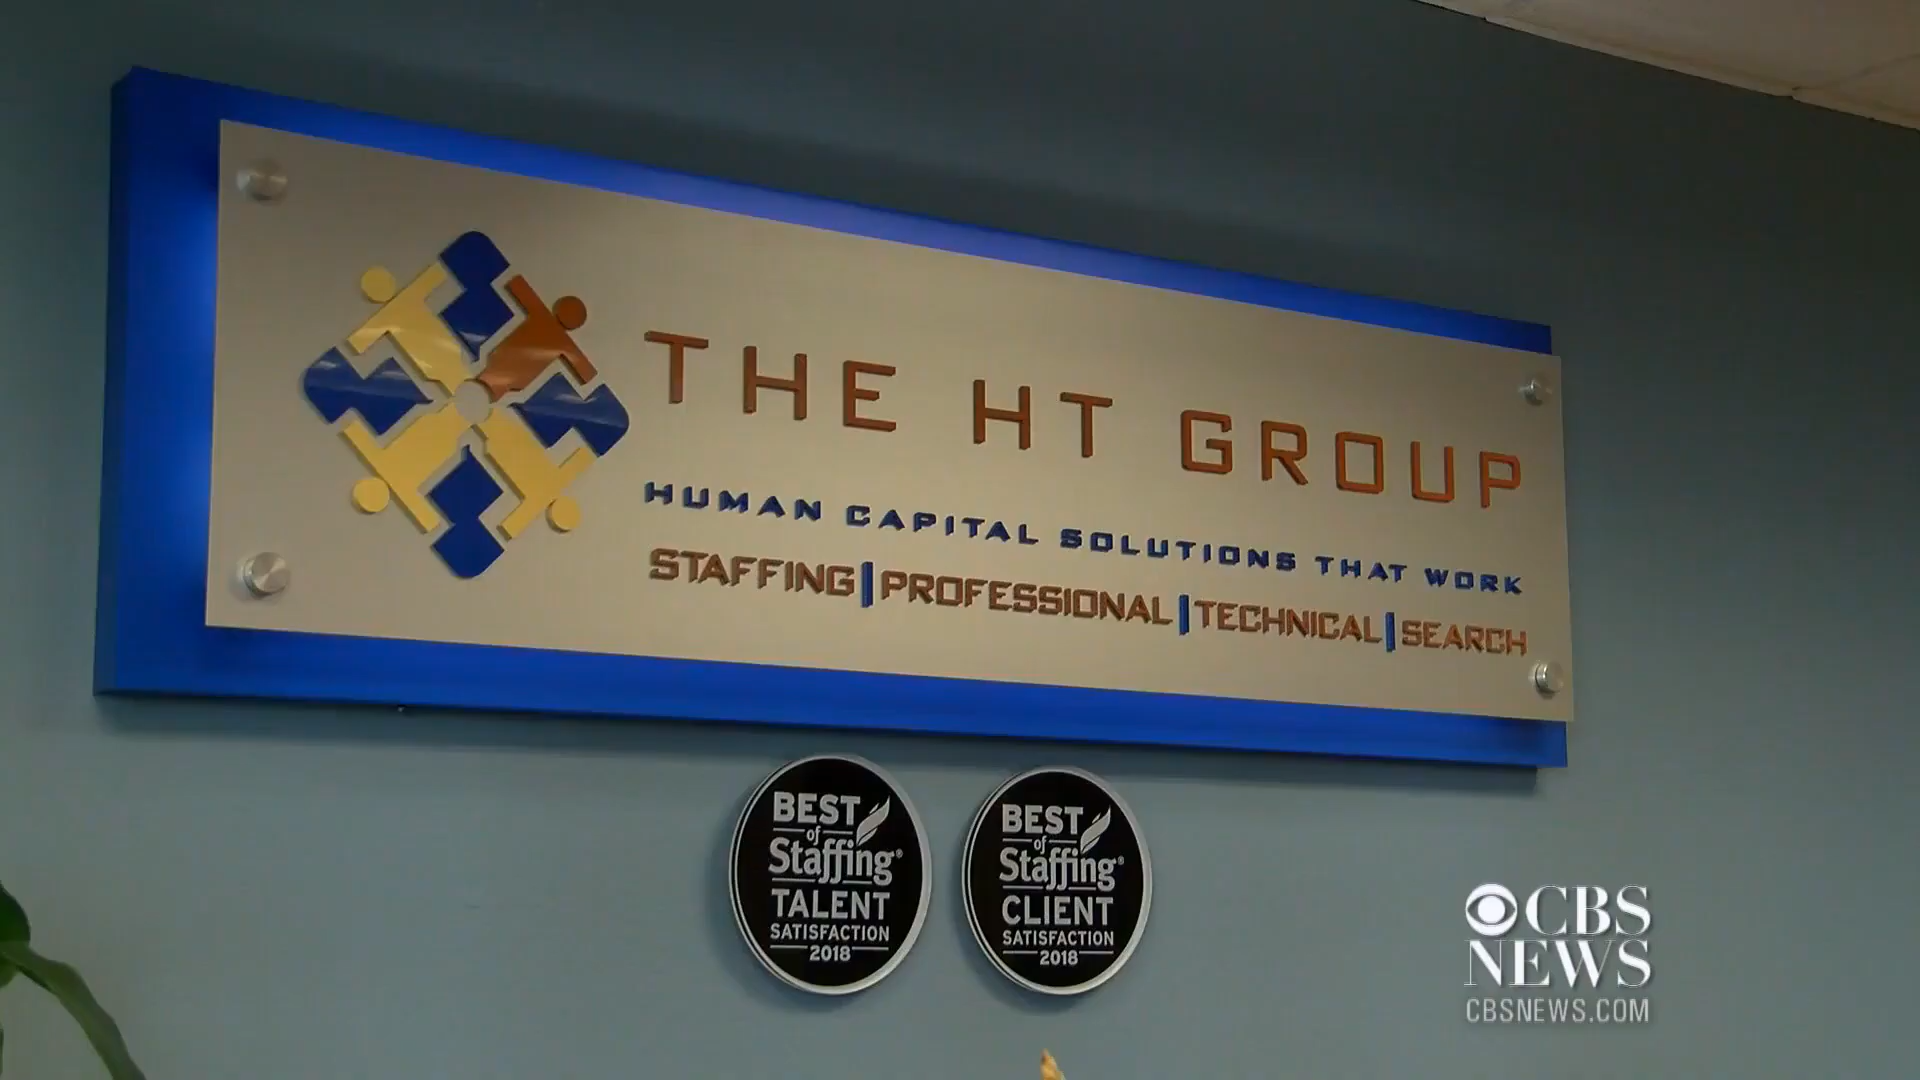 THE HT GROUP
HUMAN CAPITAL SOLUTIONS THAT WORK
STAFFING|PROFESSIONAL|TECHNICAL|SEARCH
BEST
of
Staffing®
TALENT
SATISFACTION
2018
BEST
of
Staffing®
CLIENT
SATISFACTION
2018
CBS
NEWS
CBSNEWS.COM